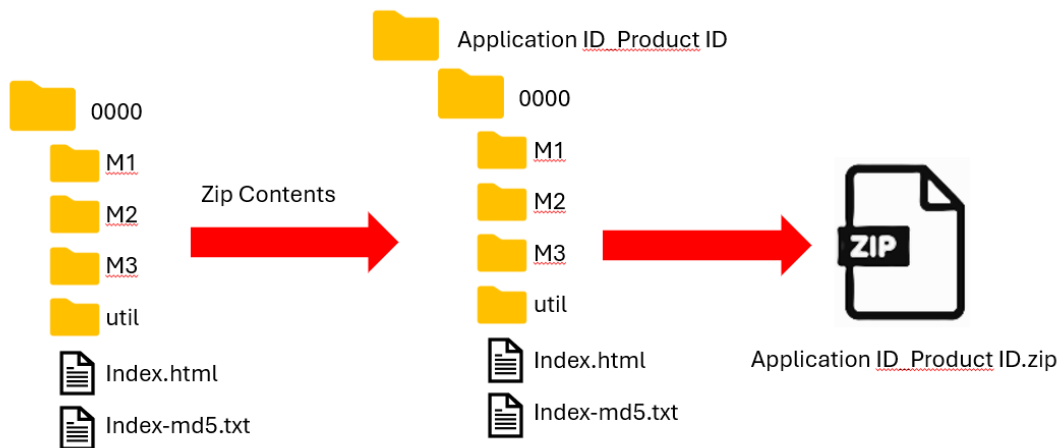 Application ID_Product ID
0000
M1
M2
M3
util
Index.html
Index-md5.txt
Zip Contents
0000
M1
M2
M3
util
Index.html
Index-md5.txt
ZIP
Application ID_Product ID.zip